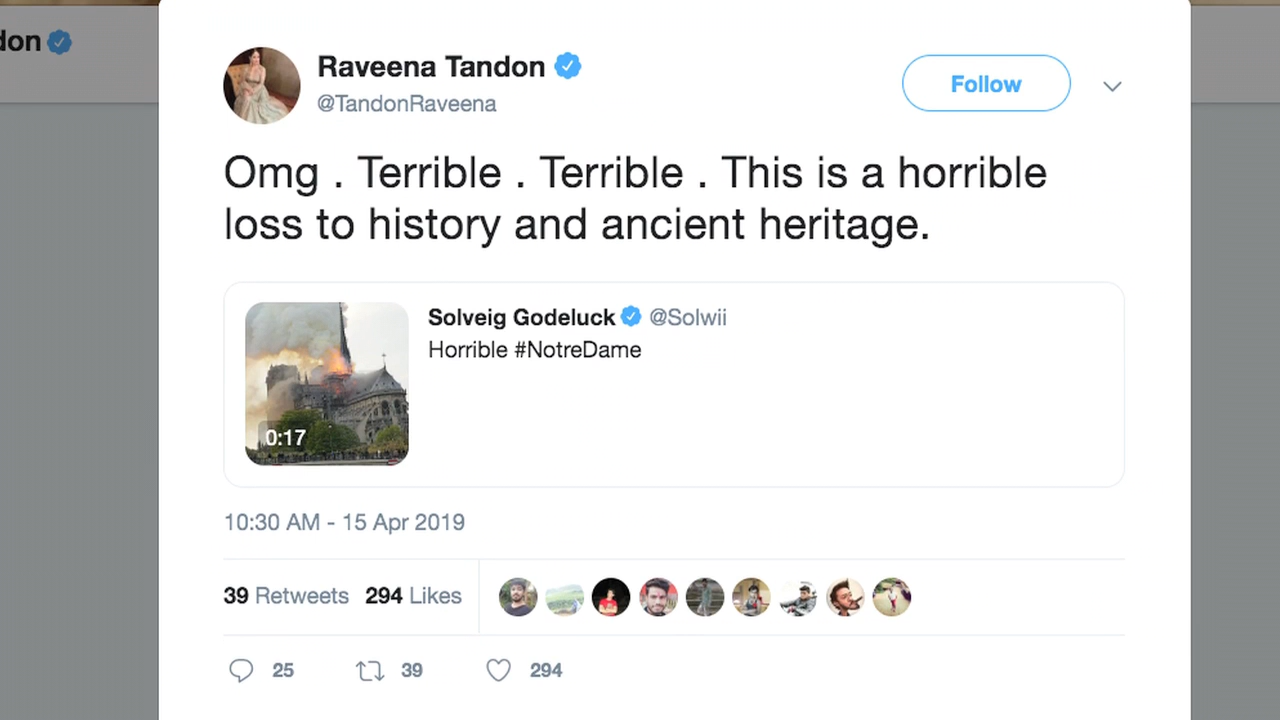 don
Raveena Tandon
@TandonRaveena
Follow
Omg . Terrible . Terrible . This is a horrible
loss to history and ancient heritage.
Solveig Godeluck @Solwii
Horrible #NotreDame
0:17
10:30 AM - 15 Apr 2019
39 Retweets 294 Likes
25 39 294